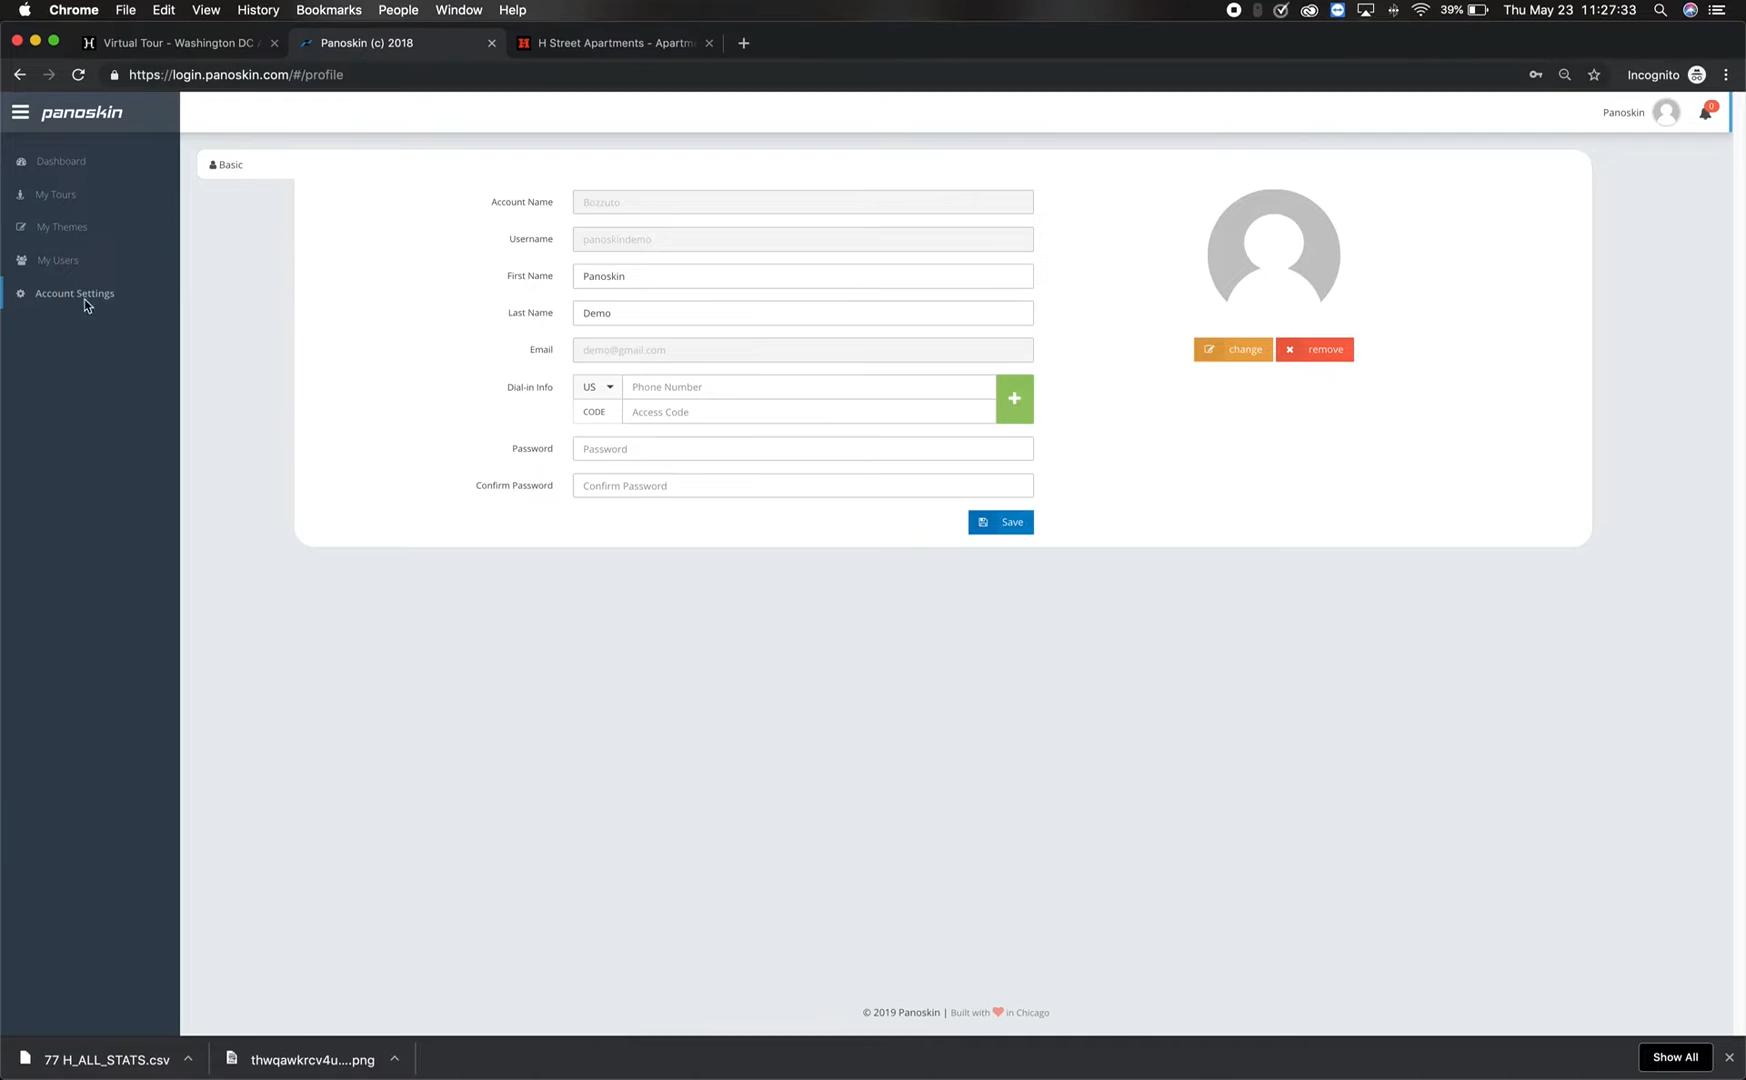 Chrome File Edit View History Bookmarks People Window Help 39% Thu May 23 11:27:33
Virtual Tour - Washington DC / Panoskin (c) 2018 H Street Apartments - Apartm
https://login.panoskin.com/#/profile Incognito
panoskin Panoskin 0
Dashboard
My Tours
My Themes
My Users
Account Settings
Basic
Account Name Bozzuto
Username panoskindemo
First Name Panoskin
Last Name Demo
Email demo@gmail.com
change remove
Dial-in Info US Phone Number
CODE Access Code
Password Password
Confirm Password Confirm Password
Save
© 2019 Panoskin | Built with ❤ in Chicago
77 H_ALL_STATS.csv thwqawkrcv4u....png Show All